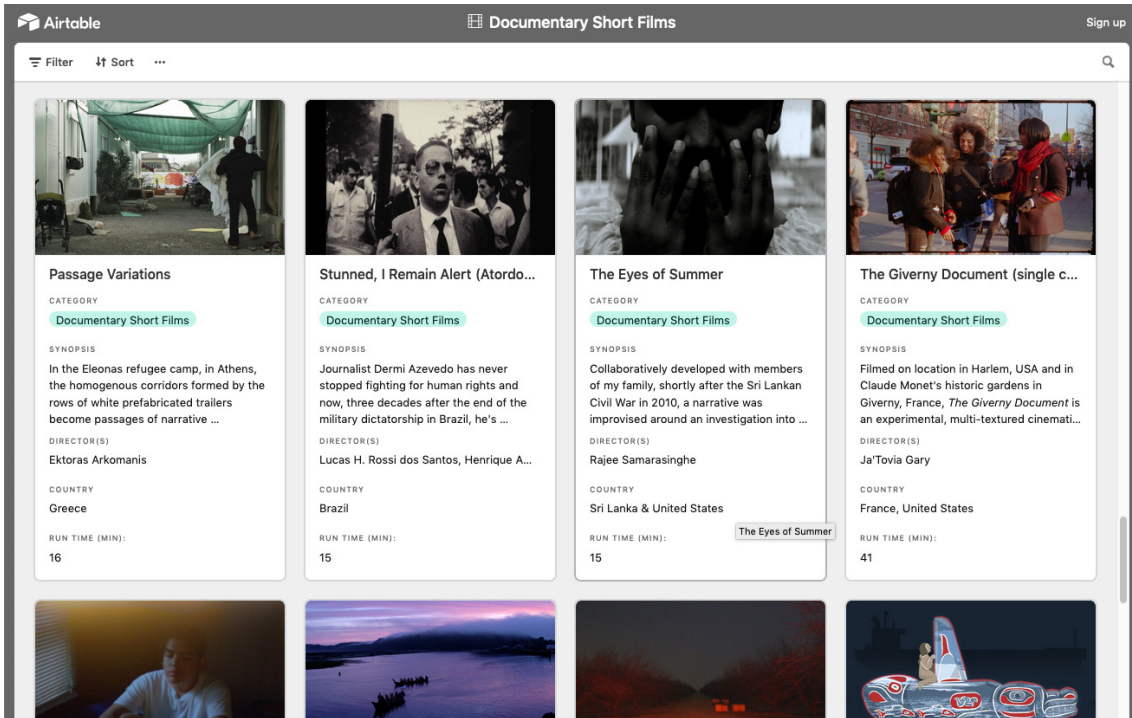 Airtable
Documentary Short Films
Sign up
Filter
Sort
Passage Variations
CATEGORY
Documentary Short Films
SYNOPSIS
In the Eleonas refugee camp, in Athens,
the homogenous corridors formed by the
rows of white prefabricated trailers
become passages of narrative ...
DIRECTOR(S)
Ektoras Arkomanis
COUNTRY
Greece
RUN TIME (MIN):
16
Stunned, I Remain Alert (Atordo...
CATEGORY
Documentary Short Films
SYNOPSIS
Journalist Dermi Azevedo has never
stopped fighting for human rights and
now, three decades after the end of the
military dictatorship in Brazil, he's ...
DIRECTOR(S)
Lucas H. Rossi dos Santos, Henrique A...
COUNTRY
Brazil
RUN TIME (MIN):
15
The Eyes of Summer
CATEGORY
Documentary Short Films
SYNOPSIS
Collaboratively developed with members
of my family, shortly after the Sri Lankan
Civil War in 2010, a narrative was
improvised around an investigation into ...
DIRECTOR(S)
Rajee Samarasinghe
COUNTRY
Sri Lanka & United States
The Eyes of Summer
RUN TIME (MIN):
15
The Giverny Document (single c...
CATEGORY
Documentary Short Films
SYNOPSIS
Filmed on location in Harlem, USA and in
Claude Monet's historic gardens in
Giverny, France, The Giverny Document is
an experimental, multi-textured cinemati...
DIRECTOR(S)
Ja'Tovia Gary
COUNTRY
France, United States
RUN TIME (MIN):
41